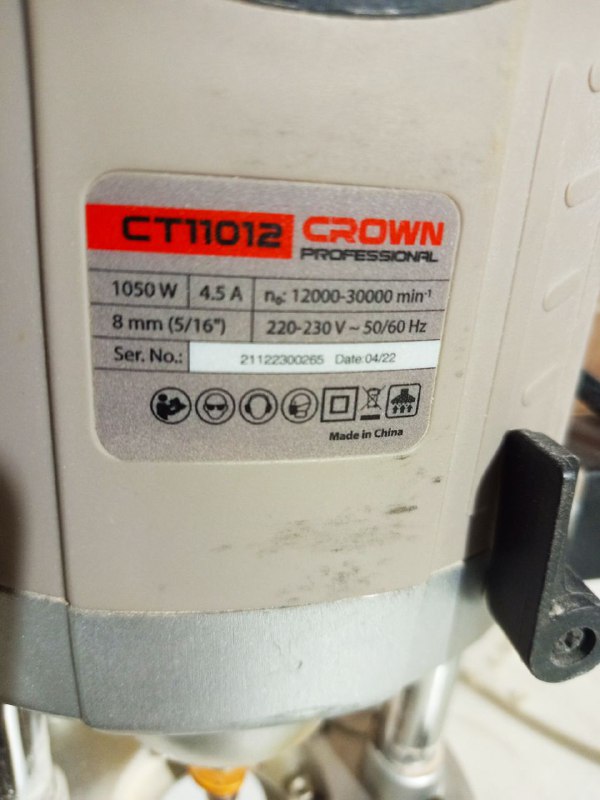 CT11012 CROWN
PROFESSIONAL
1050 W 4.5 A n₀: 12000-30000 min⁻¹
8 mm (5/16") 220-230 V ~ 50/60 Hz
Ser. No.: 21122300265 Date:04/22
Made in China